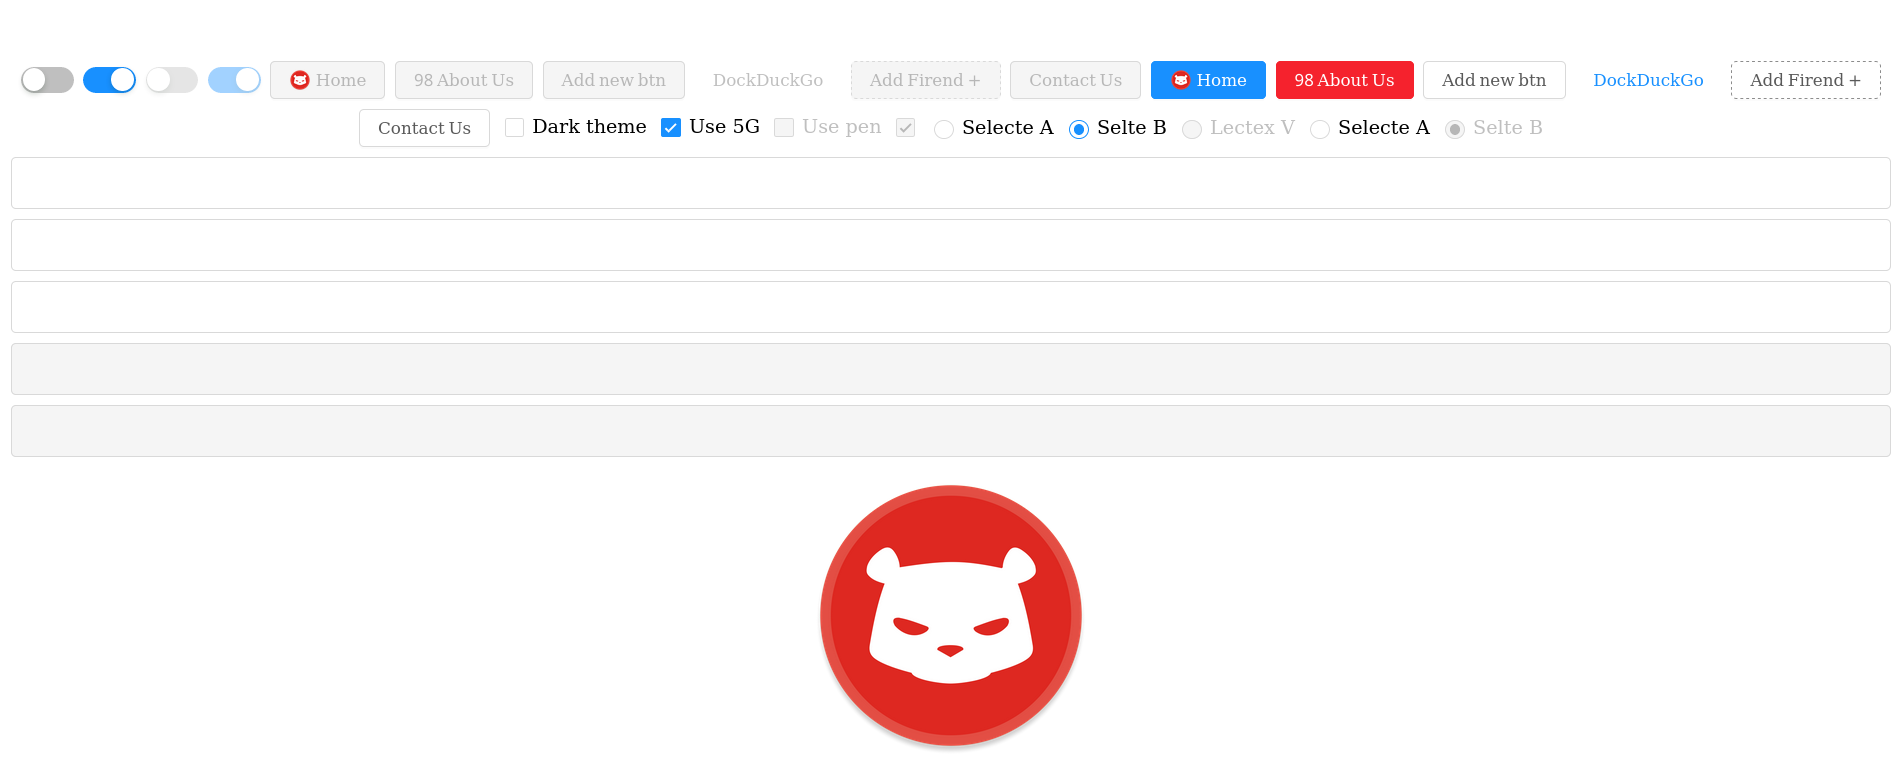 Home 98 About Us Add new btn DockDuckGo Add Firend + Contact Us Home 98 About Us Add new btn DockDuckGo Add Firend +
Contact Us Dark theme Use 5G Use pen Selecte A Selte B Lectex V Selecte A Selte B